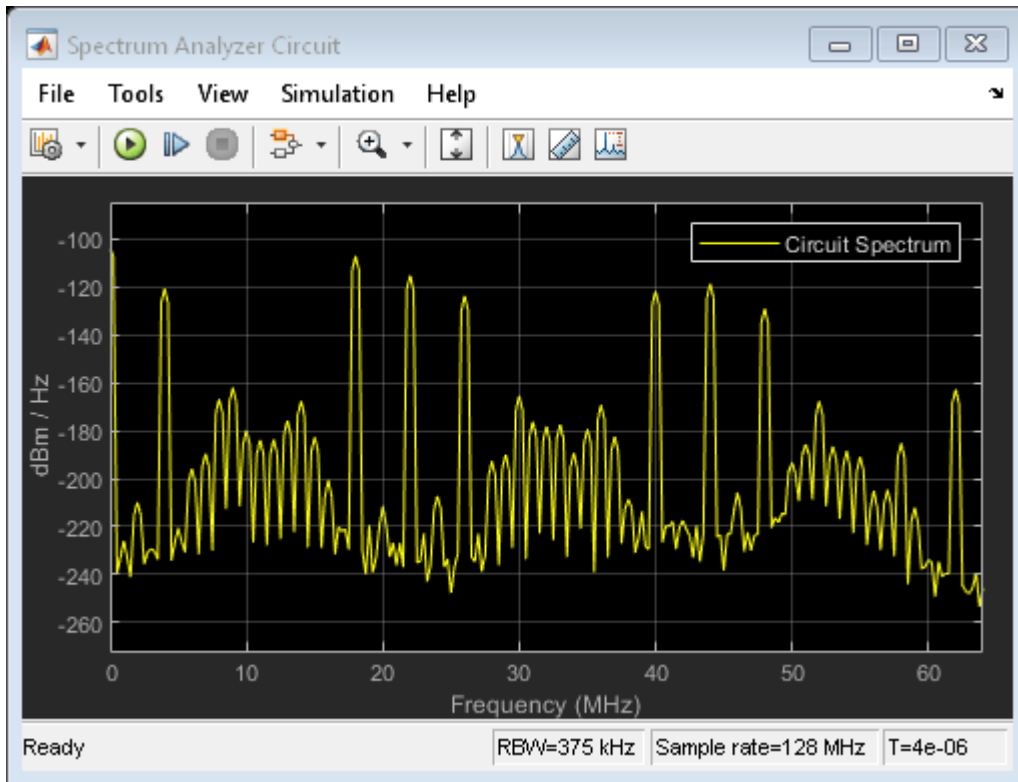 Spectrum Analyzer Circuit
File Tools View Simulation Help
Circuit Spectrum
dBm / Hz
-100
-120
-140
-160
-180
-200
-220
-240
-260
0 10 20 30 40 50 60
Frequency (MHz)
Ready RBW=375 kHz Sample rate=128 MHz T=4e-06